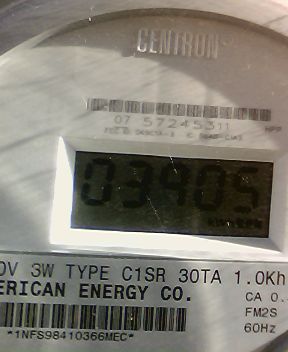 CENTRON®
07 57245311
03905
0V 3W TYPE C1SR 30TA 1.0Kh
ERICAN ENERGY CO.
CA 0.
FM2S
*1NFS98410366MEC*
60Hz